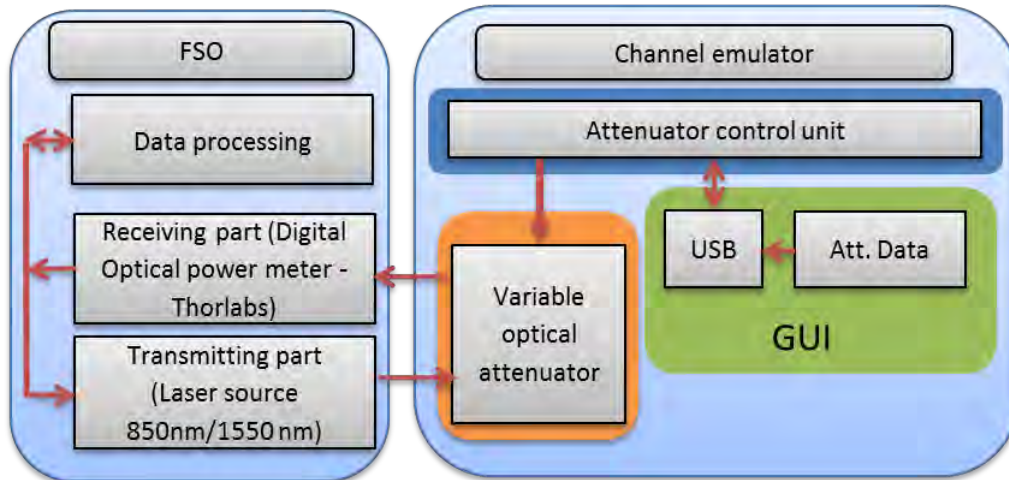 FSO
Data processing
Receiving part (Digital
Optical power meter -
Thorlabs)
Transmitting part
(Laser source
850nm/1550 nm)
Channel emulator
Attenuator control unit
Variable
optical
attenuator
USB
Att. Data
GUI